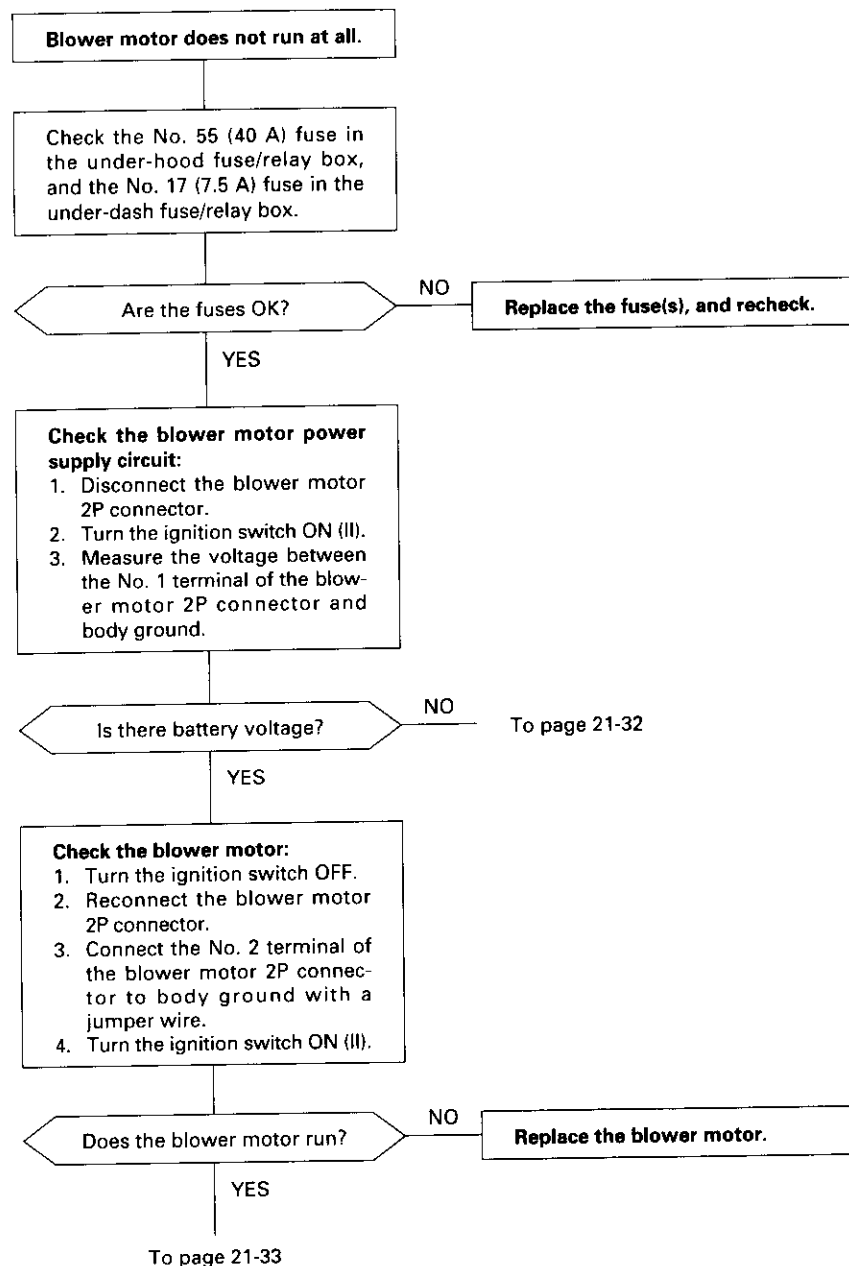 Blower motor does not run at all.
Check the No. 55 (40 A) fuse in
the under-hood fuse/relay box,
and the No. 17 (7.5 A) fuse in the
under-dash fuse/relay box.
Are the fuses OK?
NO
Replace the fuse(s), and recheck.
YES
Check the blower motor power
supply circuit:
1. Disconnect the blower motor
2P connector.
2. Turn the ignition switch ON (II).
3. Measure the voltage between
the No. 1 terminal of the blow-
er motor 2P connector and
body ground.
Is there battery voltage?
NO
To page 21-32
YES
Check the blower motor:
1. Turn the ignition switch OFF.
2. Reconnect the blower motor
2P connector.
3. Connect the No. 2 terminal of
the blower motor 2P connec-
tor to body ground with a
jumper wire.
4. Turn the ignition switch ON (II).
Does the blower motor run?
NO
Replace the blower motor.
YES
To page 21-33